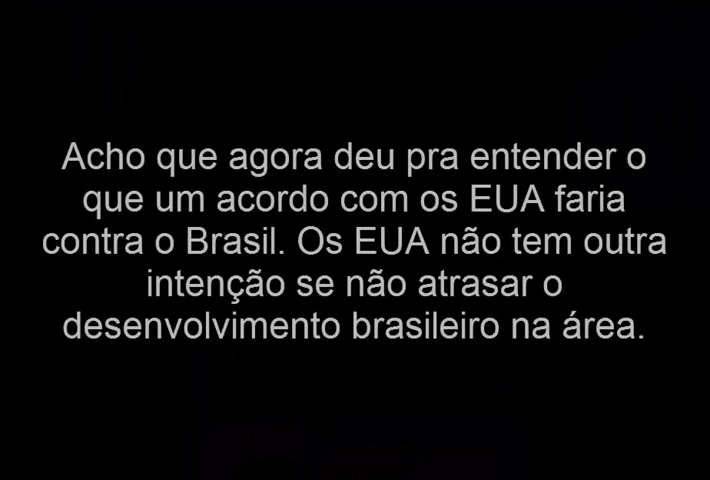 Acho que agora deu pra entender o
que um acordo com os EUA faria
contra o Brasil. Os EUA não tem outra
intenção se não atrasar o
desenvolvimento brasileiro na área.